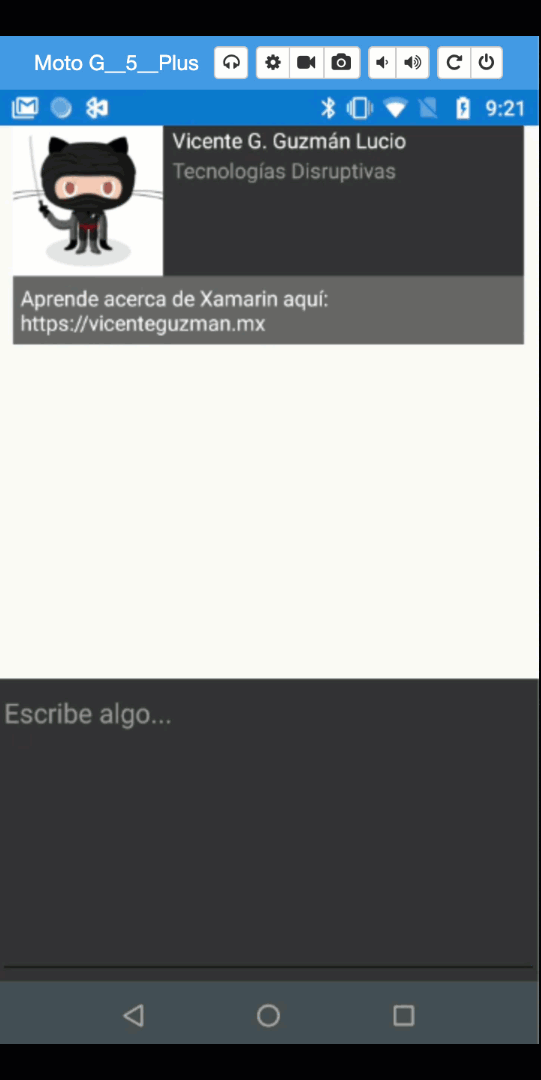 Moto G__5__Plus
9:21
Vicente G. Guzmán Lucio
Tecnologías Disruptivas
Aprende acerca de Xamarin aquí:
https://vicenteguzman.mx
Escribe algo...